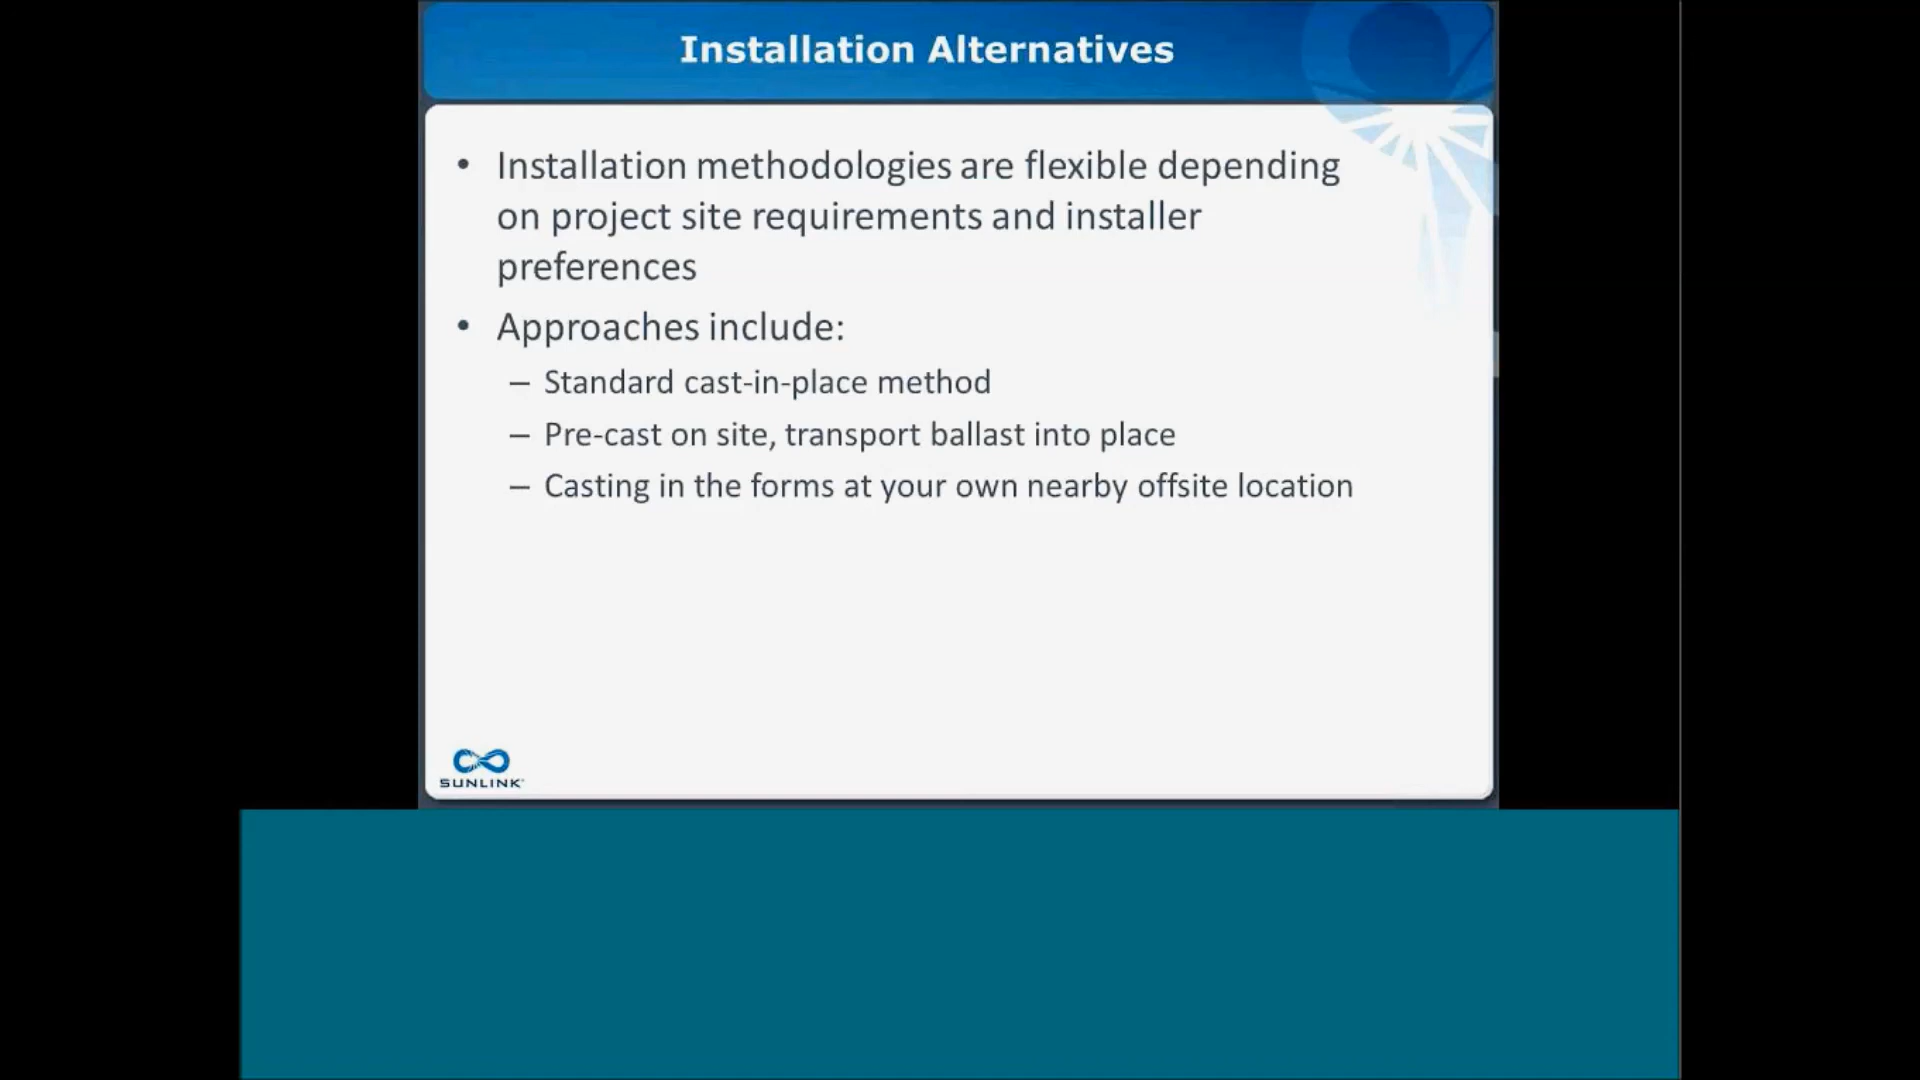 Installation Alternatives
• Installation methodologies are flexible depending
on project site requirements and installer
preferences
• Approaches include:
– Standard cast-in-place method
– Pre-cast on site, transport ballast into place
– Casting in the forms at your own nearby offsite location
SUNLINK